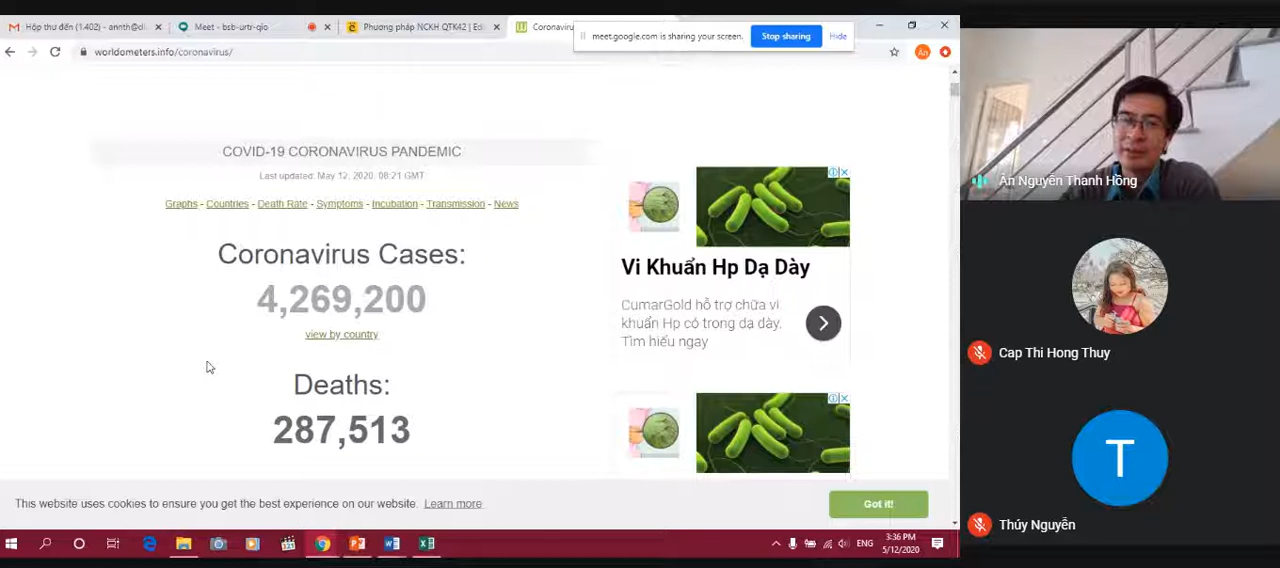 Hộp thư đến (1.402) - annth@di
Meet - bsb-urtr-qio
Phương pháp NCKH QTK42 | Edi
Coronavirus
meet.google.com is sharing your screen.
Stop sharing
Hide
worldometers.info/coronavirus/
COVID-19 CORONAVIRUS PANDEMIC
Last updated: May 12, 2020, 08:21 GMT
Graphs - Countries - Death Rate - Symptoms - Incubation - Transmission - News
Coronavirus Cases:
4,269,200
view by country
Deaths:
287,513
Vi Khuẩn Hp Dạ Dày
CumarGold hỗ trợ chữa vi
khuẩn Hp có trong dạ dày.
Tìm hiểu ngay
This website uses cookies to ensure you get the best experience on our website. Learn more
Got it!
ENG
3:36 PM
5/12/2020
Ân Nguyễn Thanh Hồng
Cap Thi Hong Thuy
T
Thúy Nguyễn